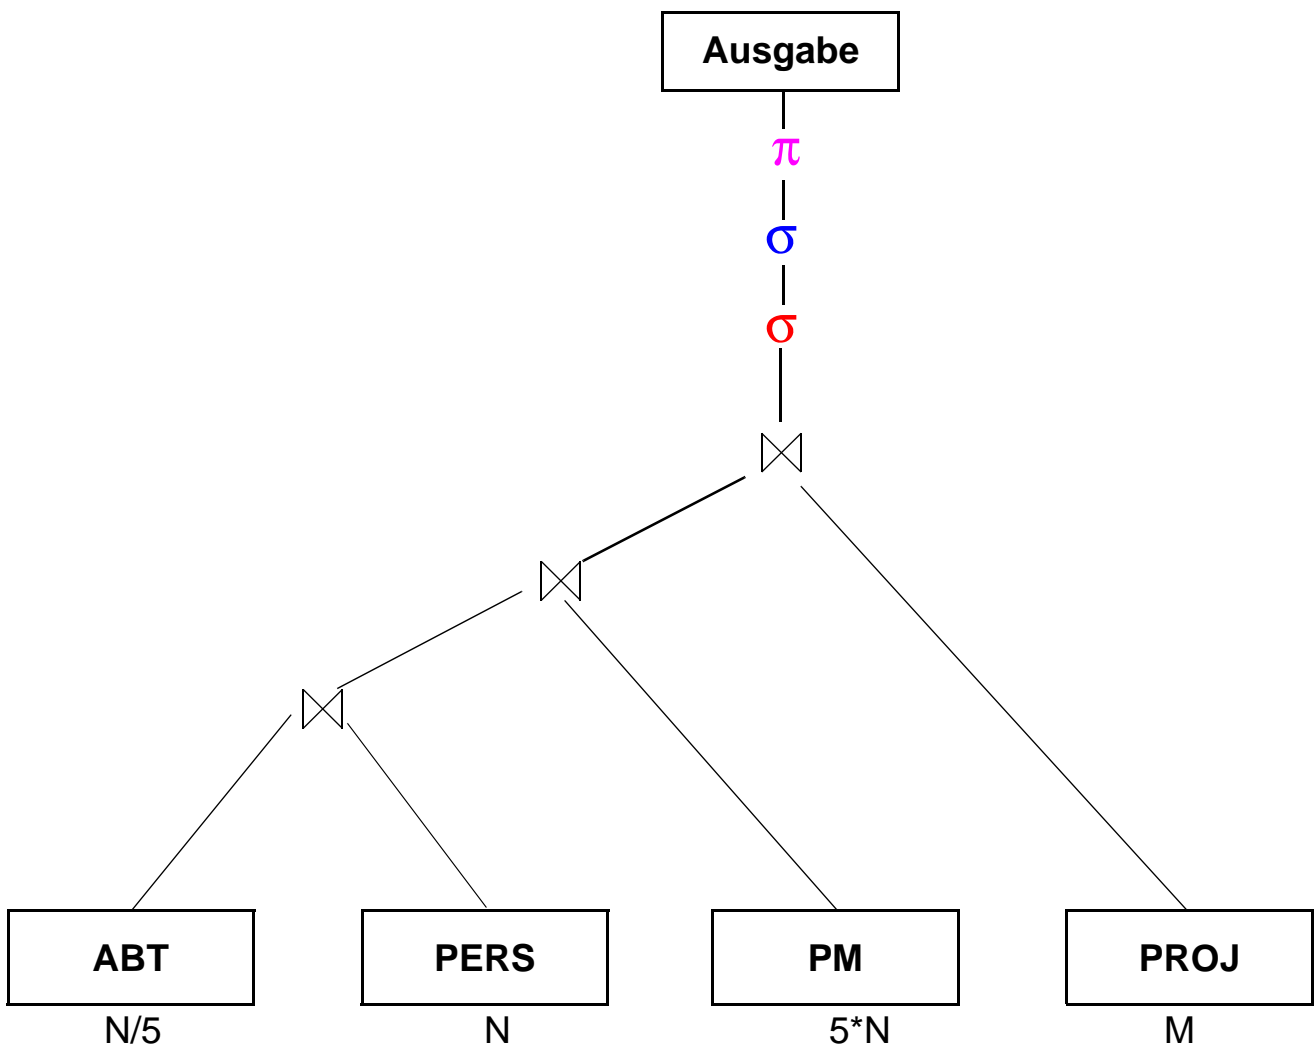 Ausgabe
π
σ
σ
⋈
⋈
⋈
ABT PERS PM PROJ
N/5 N 5*N M